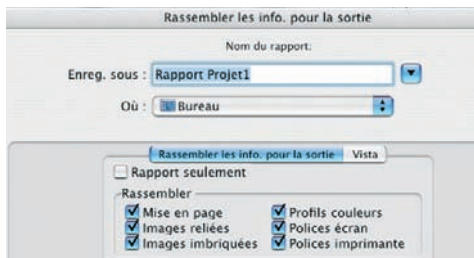 Rassembler les info. pour la sortie
Nom du rapport:
Enreg. sous : Rapport Projet1
Où : Bureau
Rassembler les info. pour la sortie Vista
Rapport seulement
Rassembler
Mise en page Profils couleurs
Images reliées Polices écran
Images imbriquées Polices imprimante